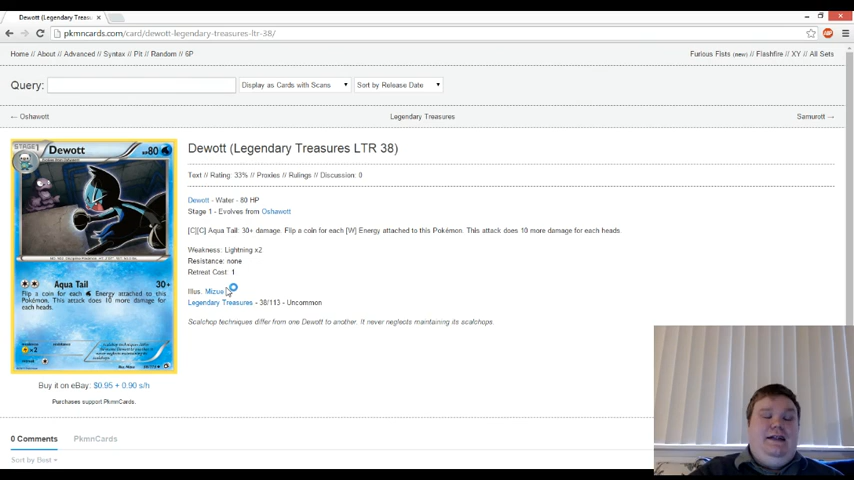 Dewott (Legendary Treasu
pkmncards.com/card/dewott-legendary-treasures-ltr-38/
Home // About // Advanced // Syntax // Pit // Random // 6P
Furious Fists (new) // Flashfire // XY // All Sets
Query:
Display as Cards with Scans
Sort by Release Date
← Oshawott
Legendary Treasures
Samurott →
STAGE 1
Dewott
HP80
Aqua Tail 30+
Flip a coin for each Energy attached to this
Pokémon. This attack does 10 more damage for each
heads.
×2
Dewott (Legendary Treasures LTR 38)
Text // Rating: 33% // Proxies // Rulings // Discussion: 0
Dewott - Water - 80 HP
Stage 1 - Evolves from Oshawott
[C][C] Aqua Tail: 30+ damage. Flip a coin for each [W] Energy attached to this Pokémon. This attack does 10 more damage for each heads.
Weakness: Lightning x2
Resistance: none
Retreat Cost: 1
Illus. Mizue
Legendary Treasures - 38/113 - Uncommon
Scalchop techniques differ from one Dewott to another. It never neglects maintaining its scalchops.
Buy it on eBay: $0.95 + 0.90 s/h
Purchases support PkmnCards.
0 Comments
PkmnCards
Sort by Best